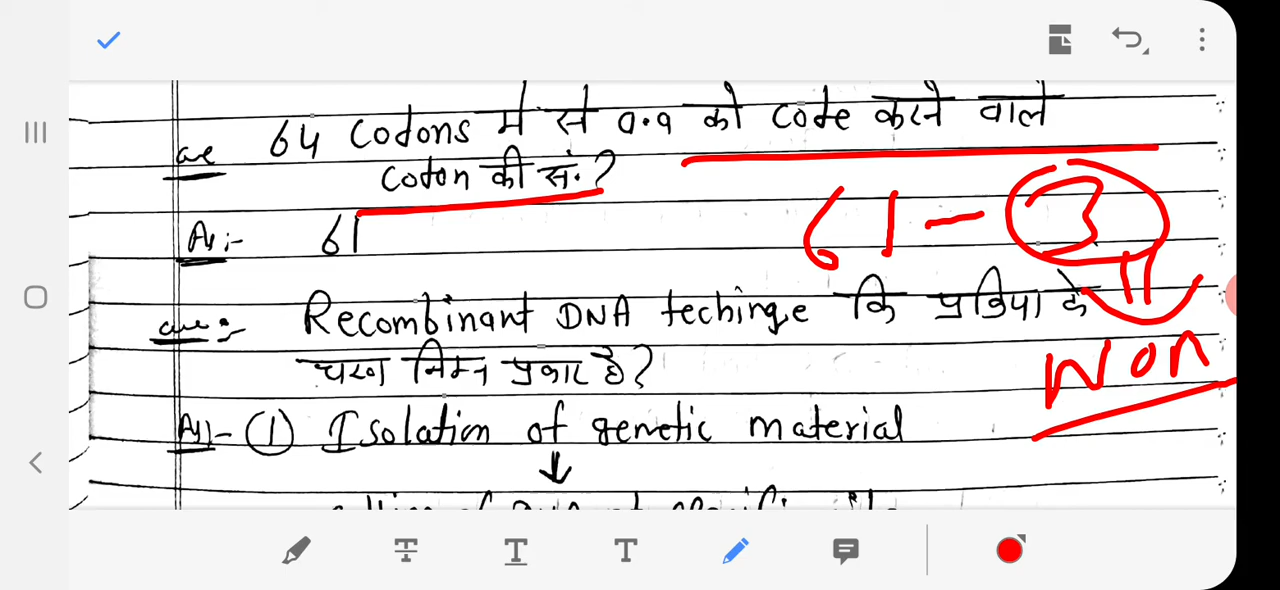 64 Codons में से a.a को code करने वाले
que
Codon की सं.?
Ans:- 61
61 - 3
que:- Recombinant DNA techinqe कि प्रक्रिया के
चरण निम्न प्रकार है?
Non
Ans:- (1) Isolation of genetic material
↓